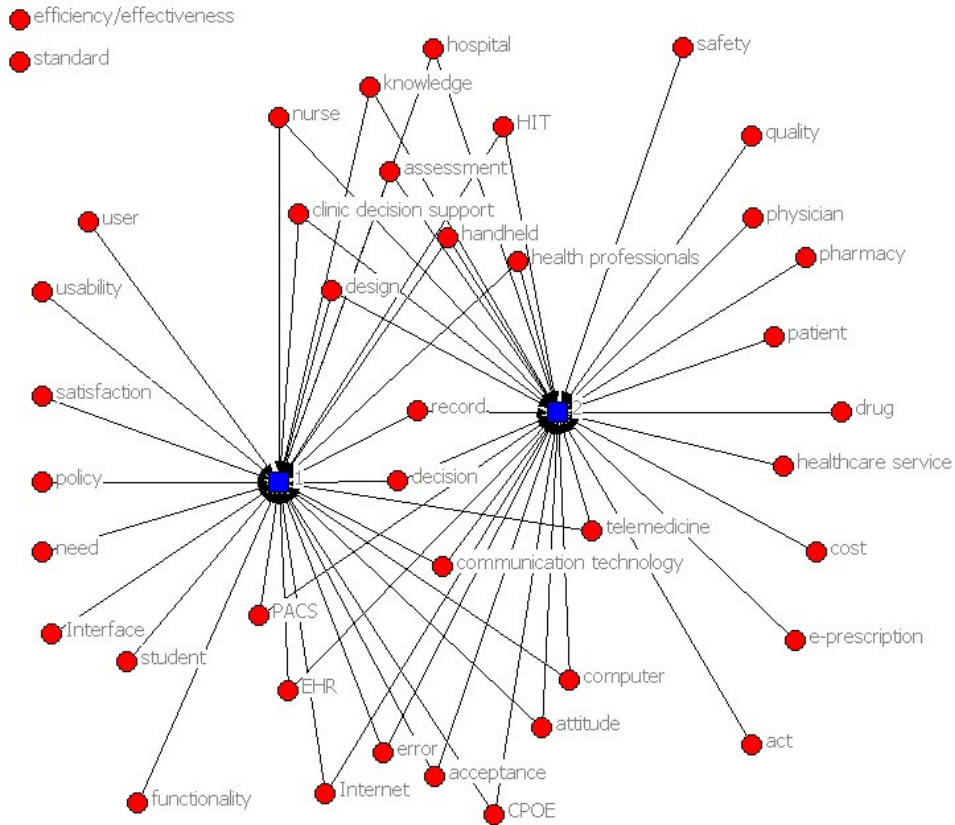 efficiency/effectiveness
standard
hospital
safety
knowledge
nurse
HIT
quality
assessment
clinic decision support
physician
user
handheld
health professionals
pharmacy
usability
design
patient
satisfaction
record
2
drug
policy
1
decision
healthcare service
need
telemedicine
cost
communication technology
Interface
PACS
e-prescription
student
EHR
computer
attitude
act
error
acceptance
functionality
Internet
CPOE